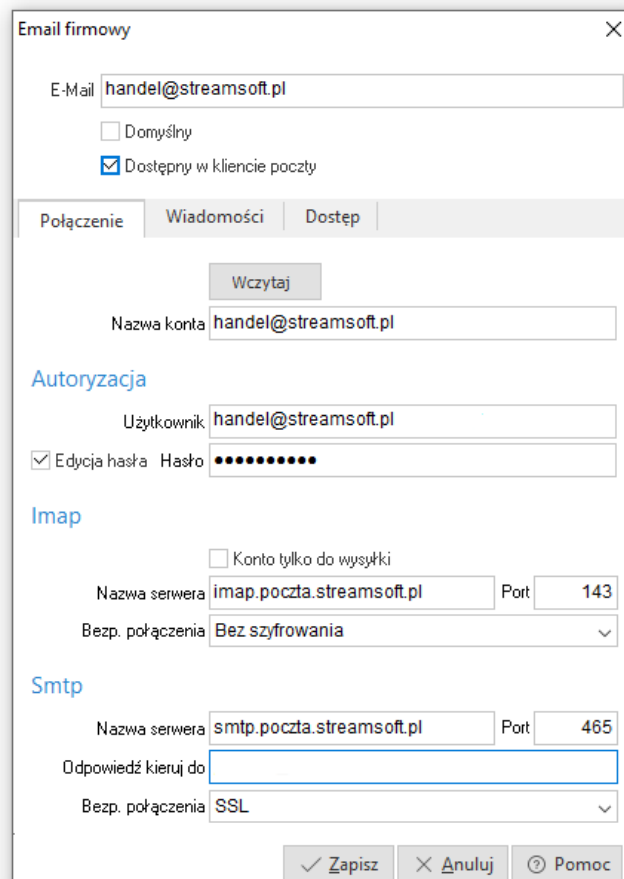 Email firmowy
E-Mail handel@streamsoft.pl
Domyślny
Dostępny w kliencie poczty
Połączenie Wiadomości Dostęp
Wczytaj
Nazwa konta handel@streamsoft.pl
Autoryzacja
Użytkownik handel@streamsoft.pl
Edycja hasła Hasło ●●●●●●●●●●
Imap
Konto tylko do wysyłki
Nazwa serwera imap.poczta.streamsoft.pl Port 143
Bezp. połączenia Bez szyfrowania
Smtp
Nazwa serwera smtp.poczta.streamsoft.pl Port 465
Odpowiedź kieruj do
Bezp. połączenia SSL
Zapisz Anuluj Pomoc